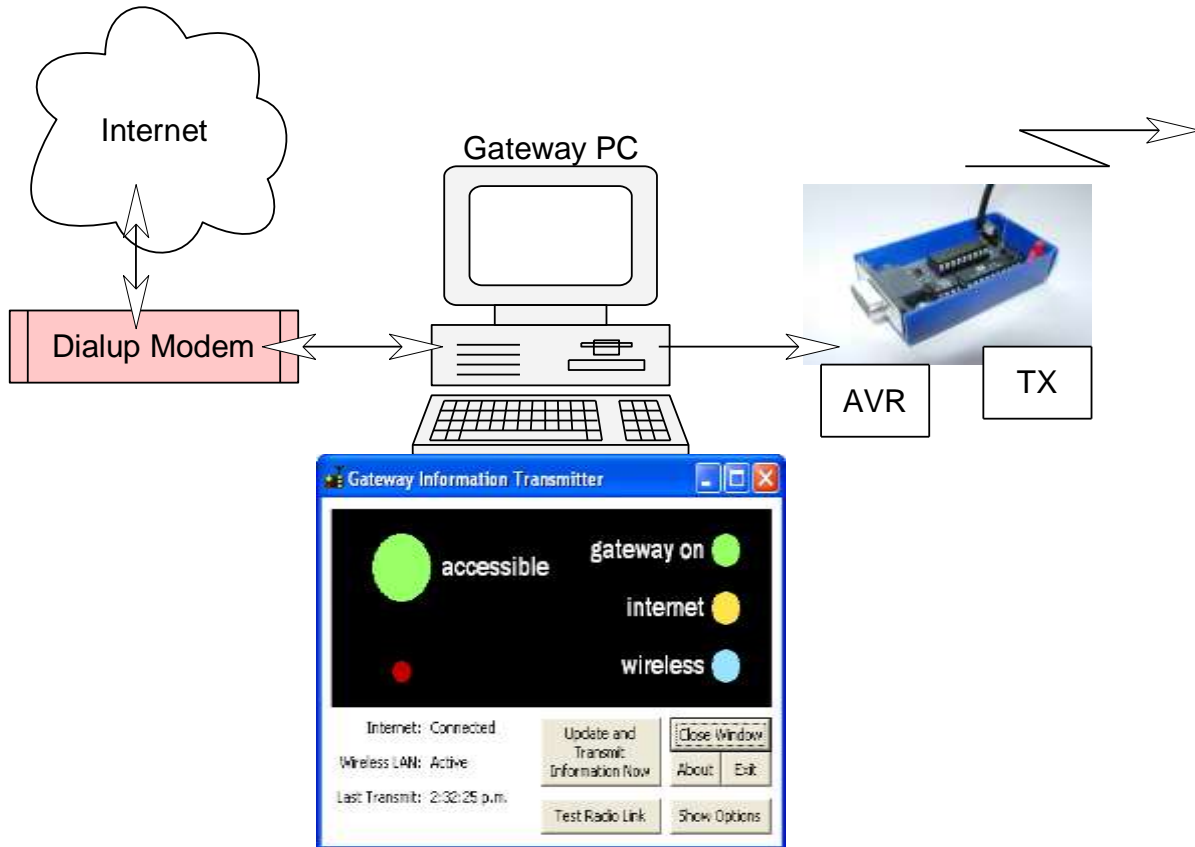 Internet
Gateway PC
Dialup Modem
AVR
TX
Gateway Information Transmitter
accessible
gateway on
internet
wireless
Internet: Connected
Wireless LAN: Active
Last Transmit: 2:32:25 p.m.
Update and
Transmit
Information Now
Close Window
About
Exit
Test Radio Link
Show Options